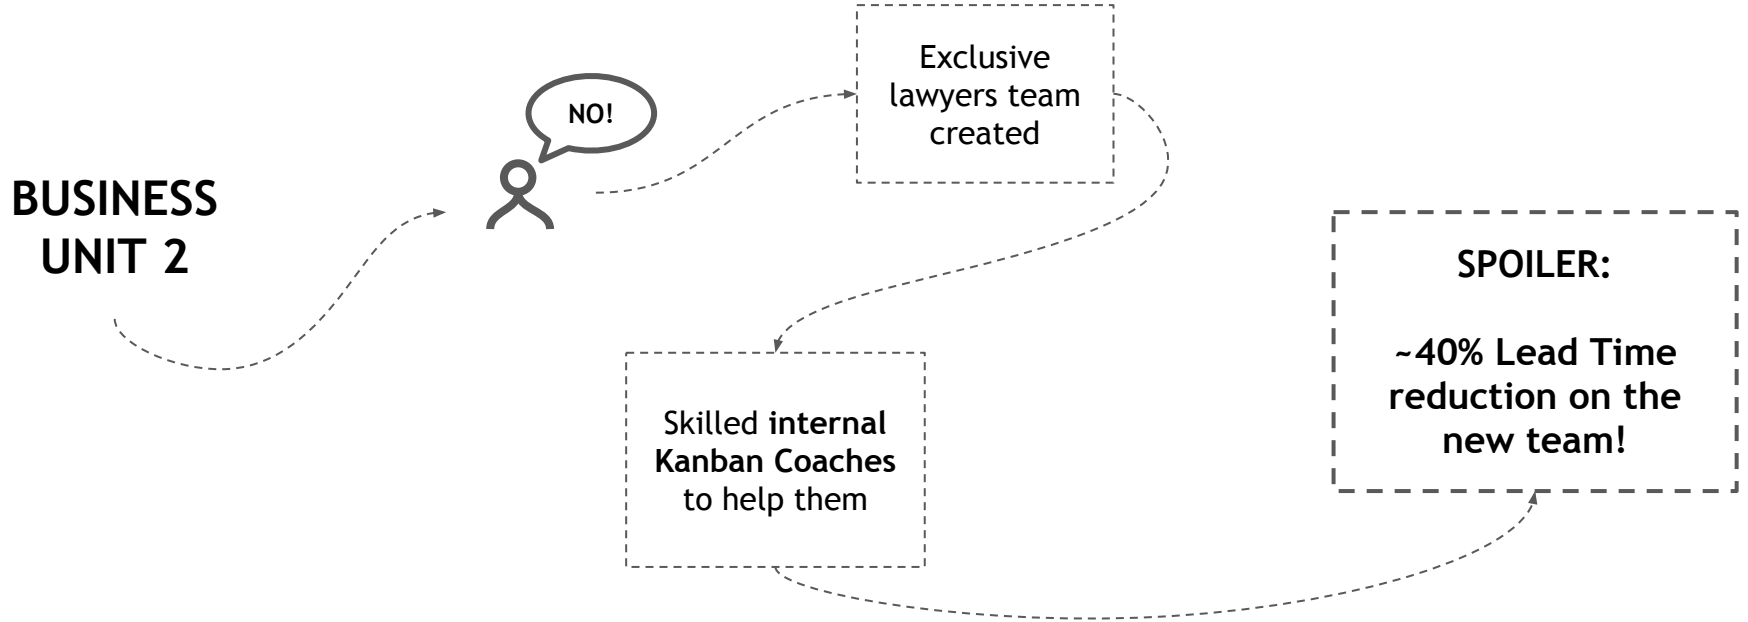 BUSINESS
UNIT 2
NO!
Exclusive
lawyers team
created
Skilled internal
Kanban Coaches
to help them
SPOILER:
~40% Lead Time
reduction on the
new team!